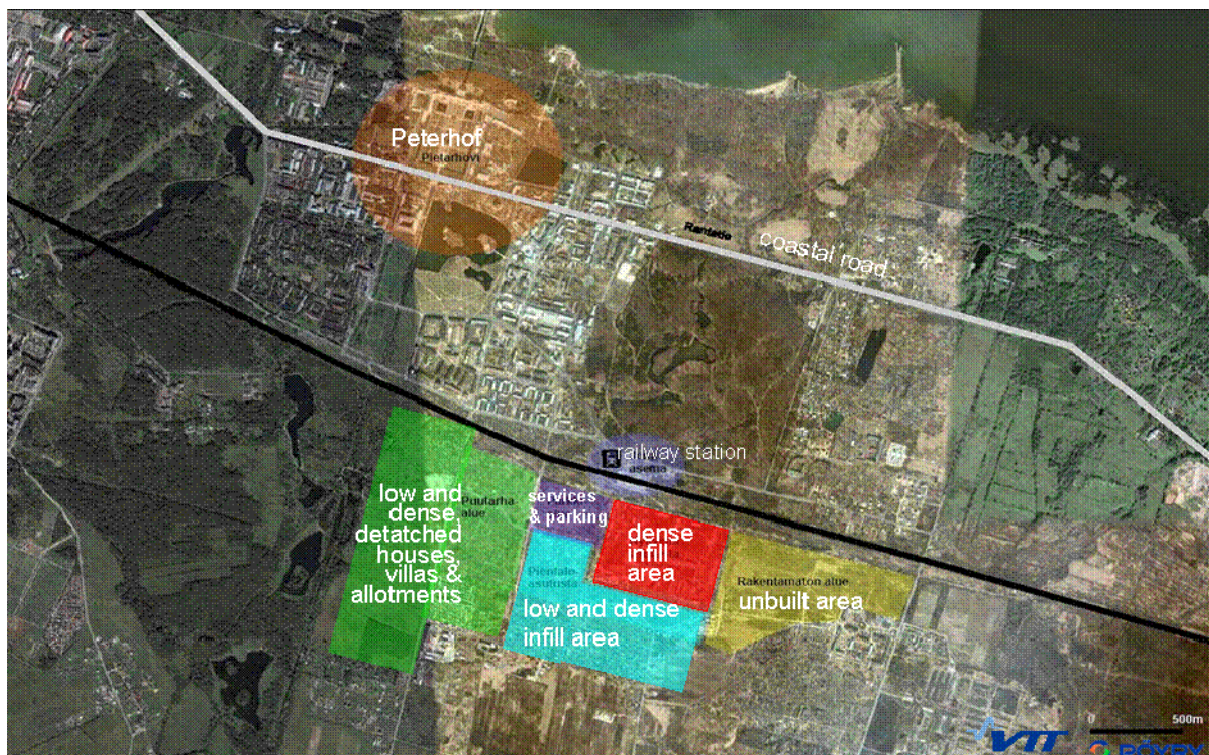 Peterhof
Pietarhovi
Rantatie
coastal road
railway station
asema
low and
dense,
detatched
houses,
villas &
allotments
Puutarha
alue
services
& parking
dense
infill
area
Pientalo-
asutusta
low and dense
infill area
Rakentamaton alue
unbuilt area
0 500m
VTT
PÖYRY